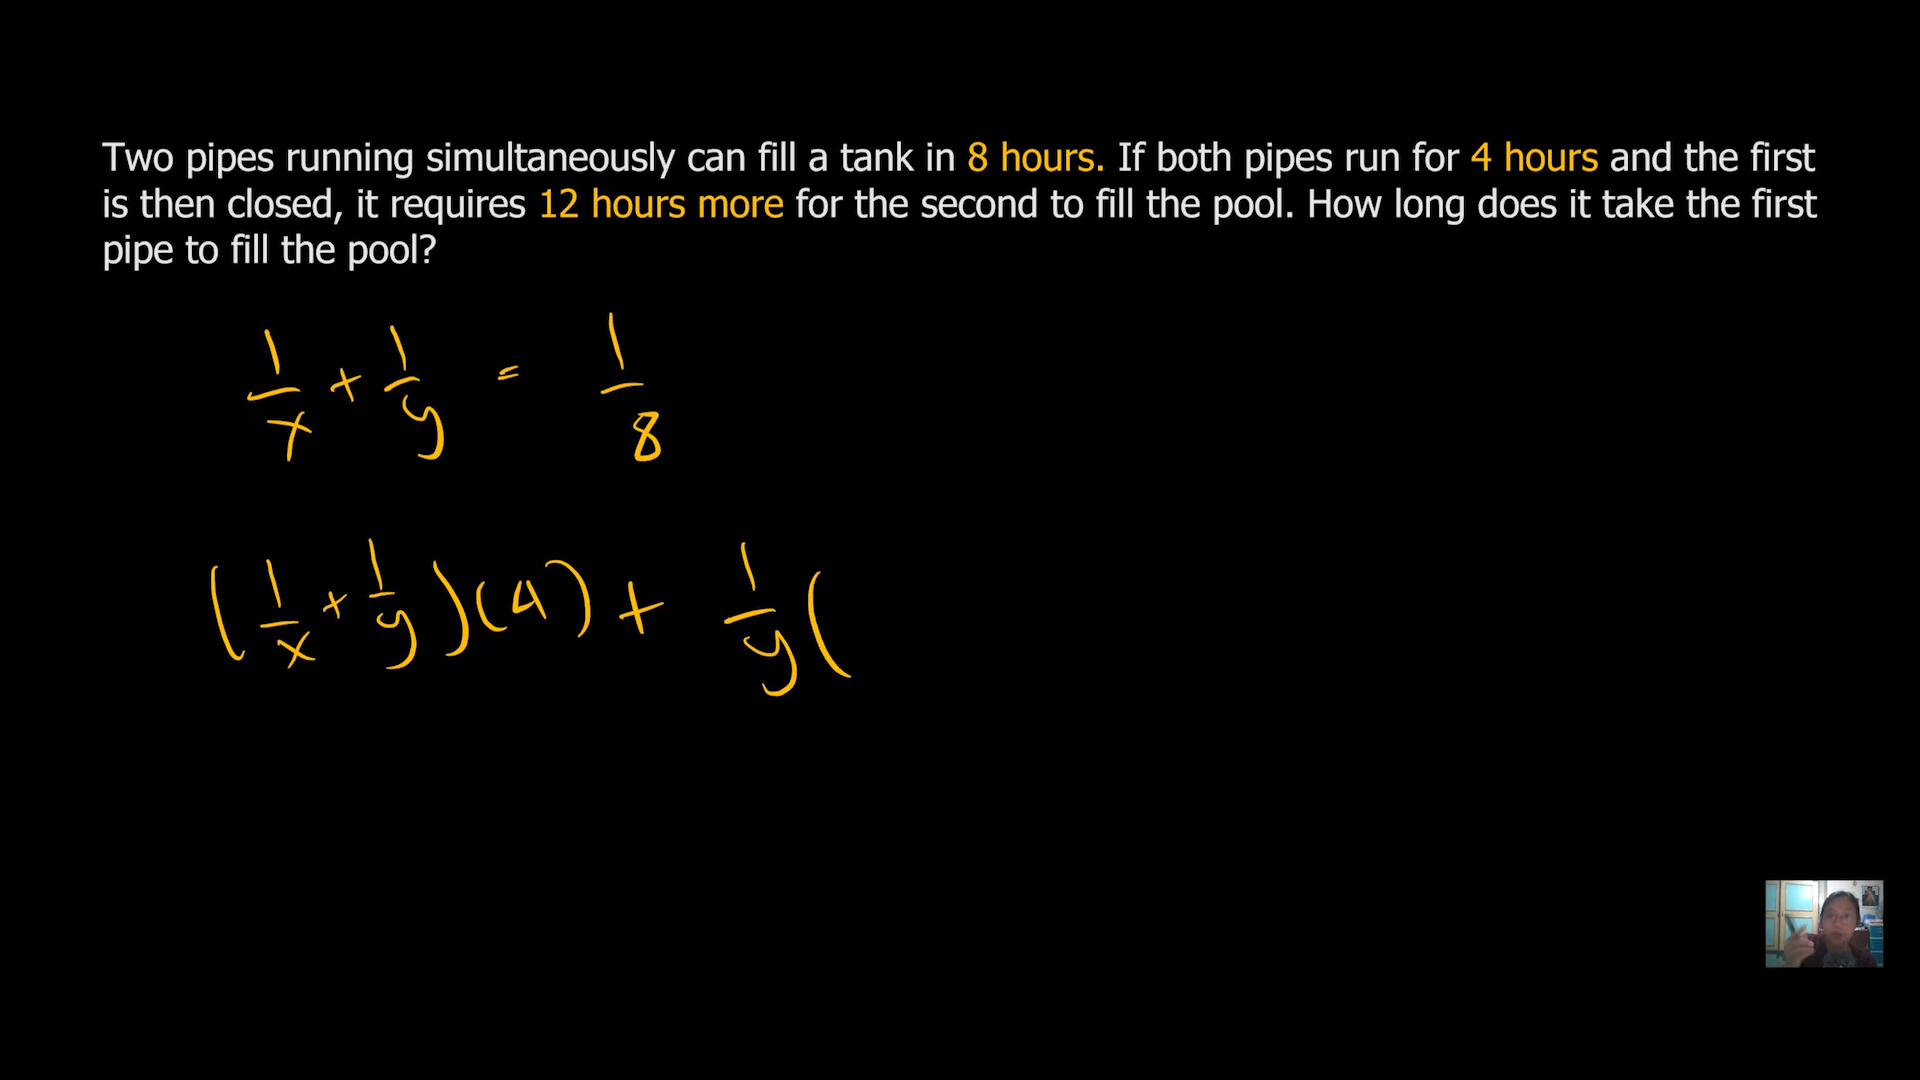 Two pipes running simultaneously can fill a tank in 8 hours. If both pipes run for 4 hours and the first
is then closed, it requires 12 hours more for the second to fill the pool. How long does it take the first
pipe to fill the pool?
1/x + 1/y = 1/8
(1/x + 1/y)(4) + 1/y(